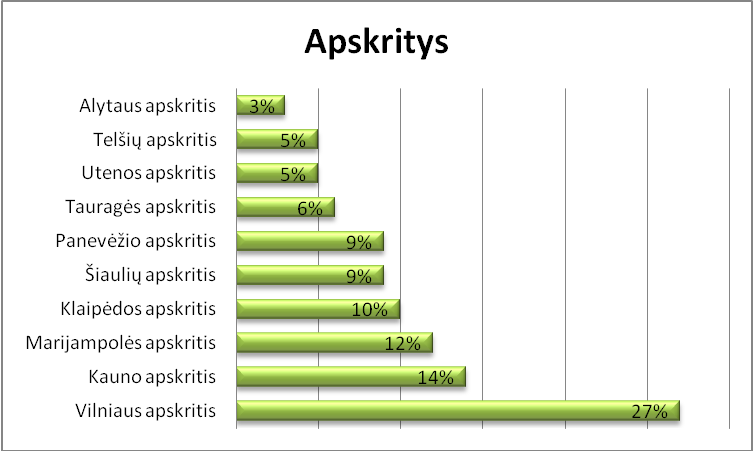 Apskritys
Alytaus apskritis 3%
Telšių apskritis 5%
Utenos apskritis 5%
Tauragės apskritis 6%
Panevėžio apskritis 9%
Šiaulių apskritis 9%
Klaipėdos apskritis 10%
Marijampolės apskritis 12%
Kauno apskritis 14%
Vilniaus apskritis 27%